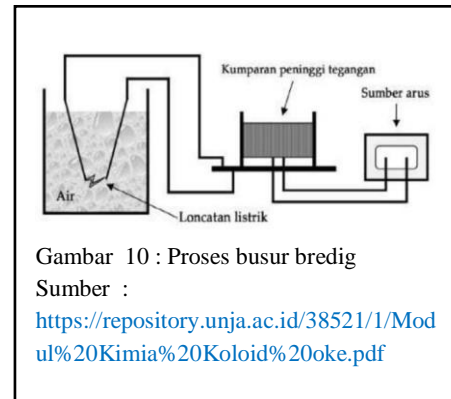 Kumparan peninggi tegangan
Sumber arus
Air
Loncatan listrik
Gambar 10 : Proses busur bredig
Sumber :
https://repository.unja.ac.id/38521/1/Mod
ul%20Kimia%20Koloid%20oke.pdf